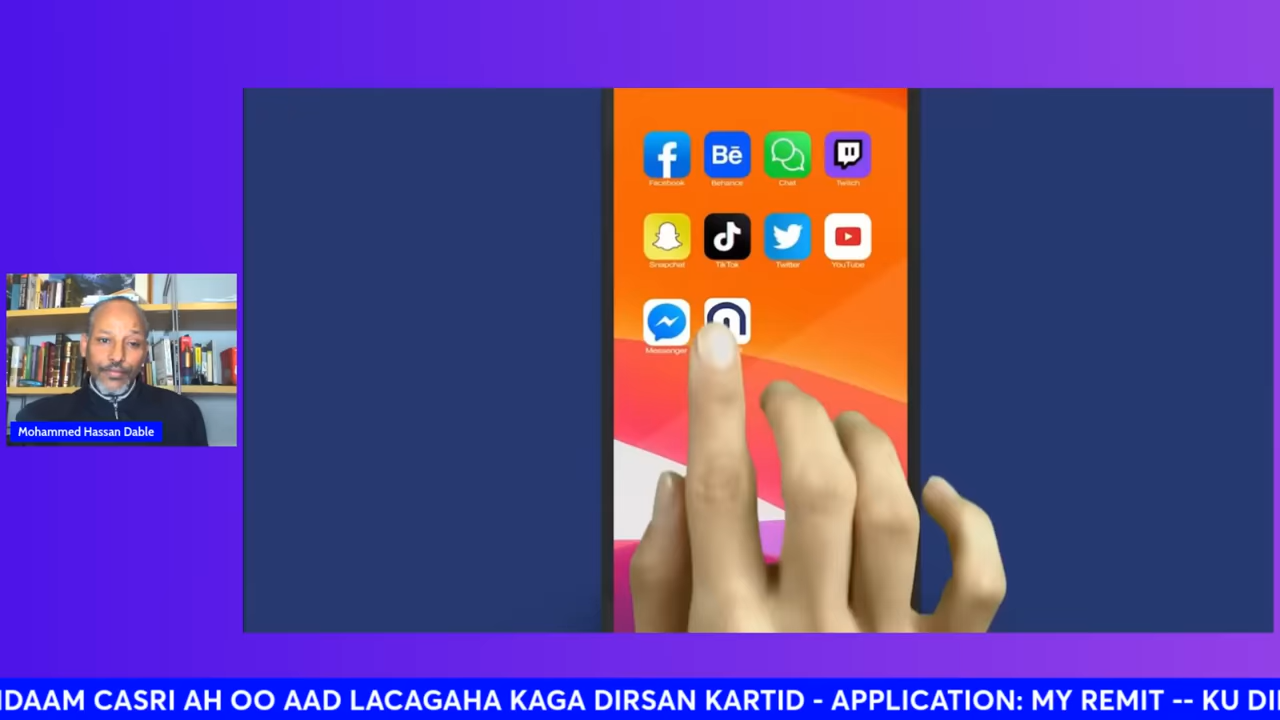 Bē
Facebook Behance Chat Twitch
Snapchat TikTok Twitter YouTube
Messenger
Mohammed Hassan Dable
IDAAM CASRI AH OO AAD LACAGAHA KAGA DIRSAN KARTID - APPLICATION: MY REMIT -- KU DI